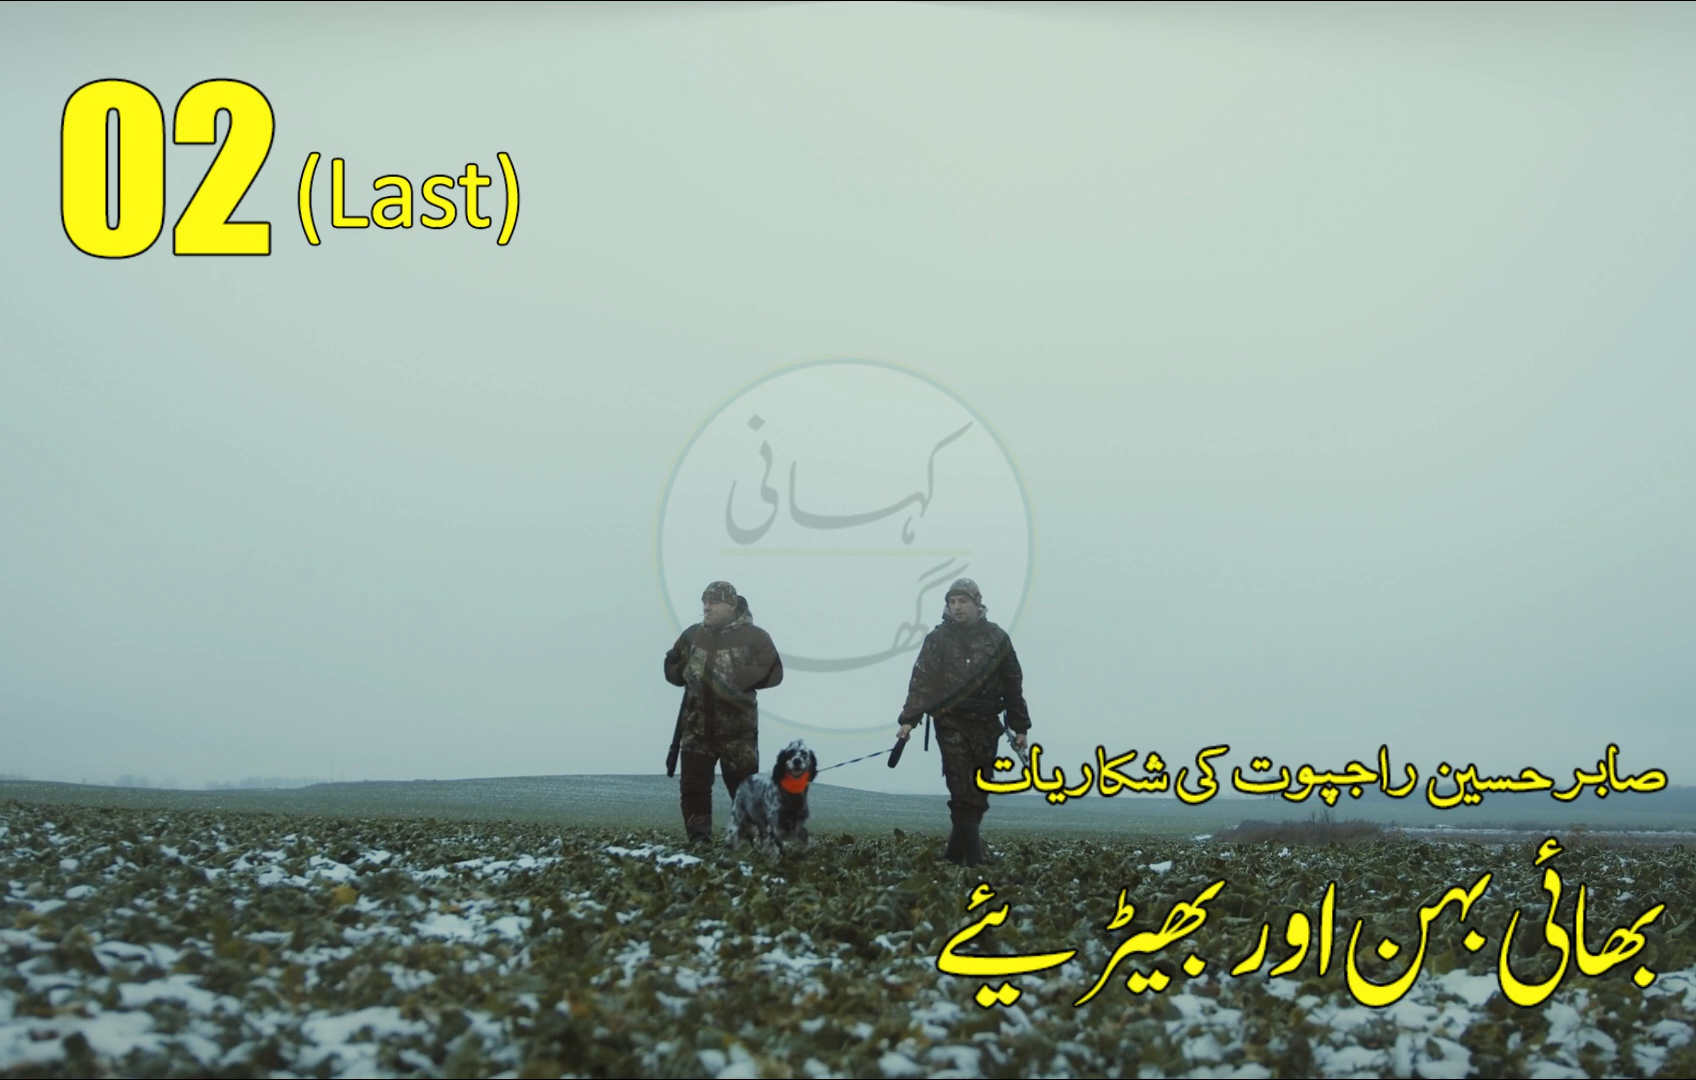 02 (Last)
کہانی
گھر
صابر حسین راجپوت کی شکاریات
بھائی بہن اور بھیڑیئے